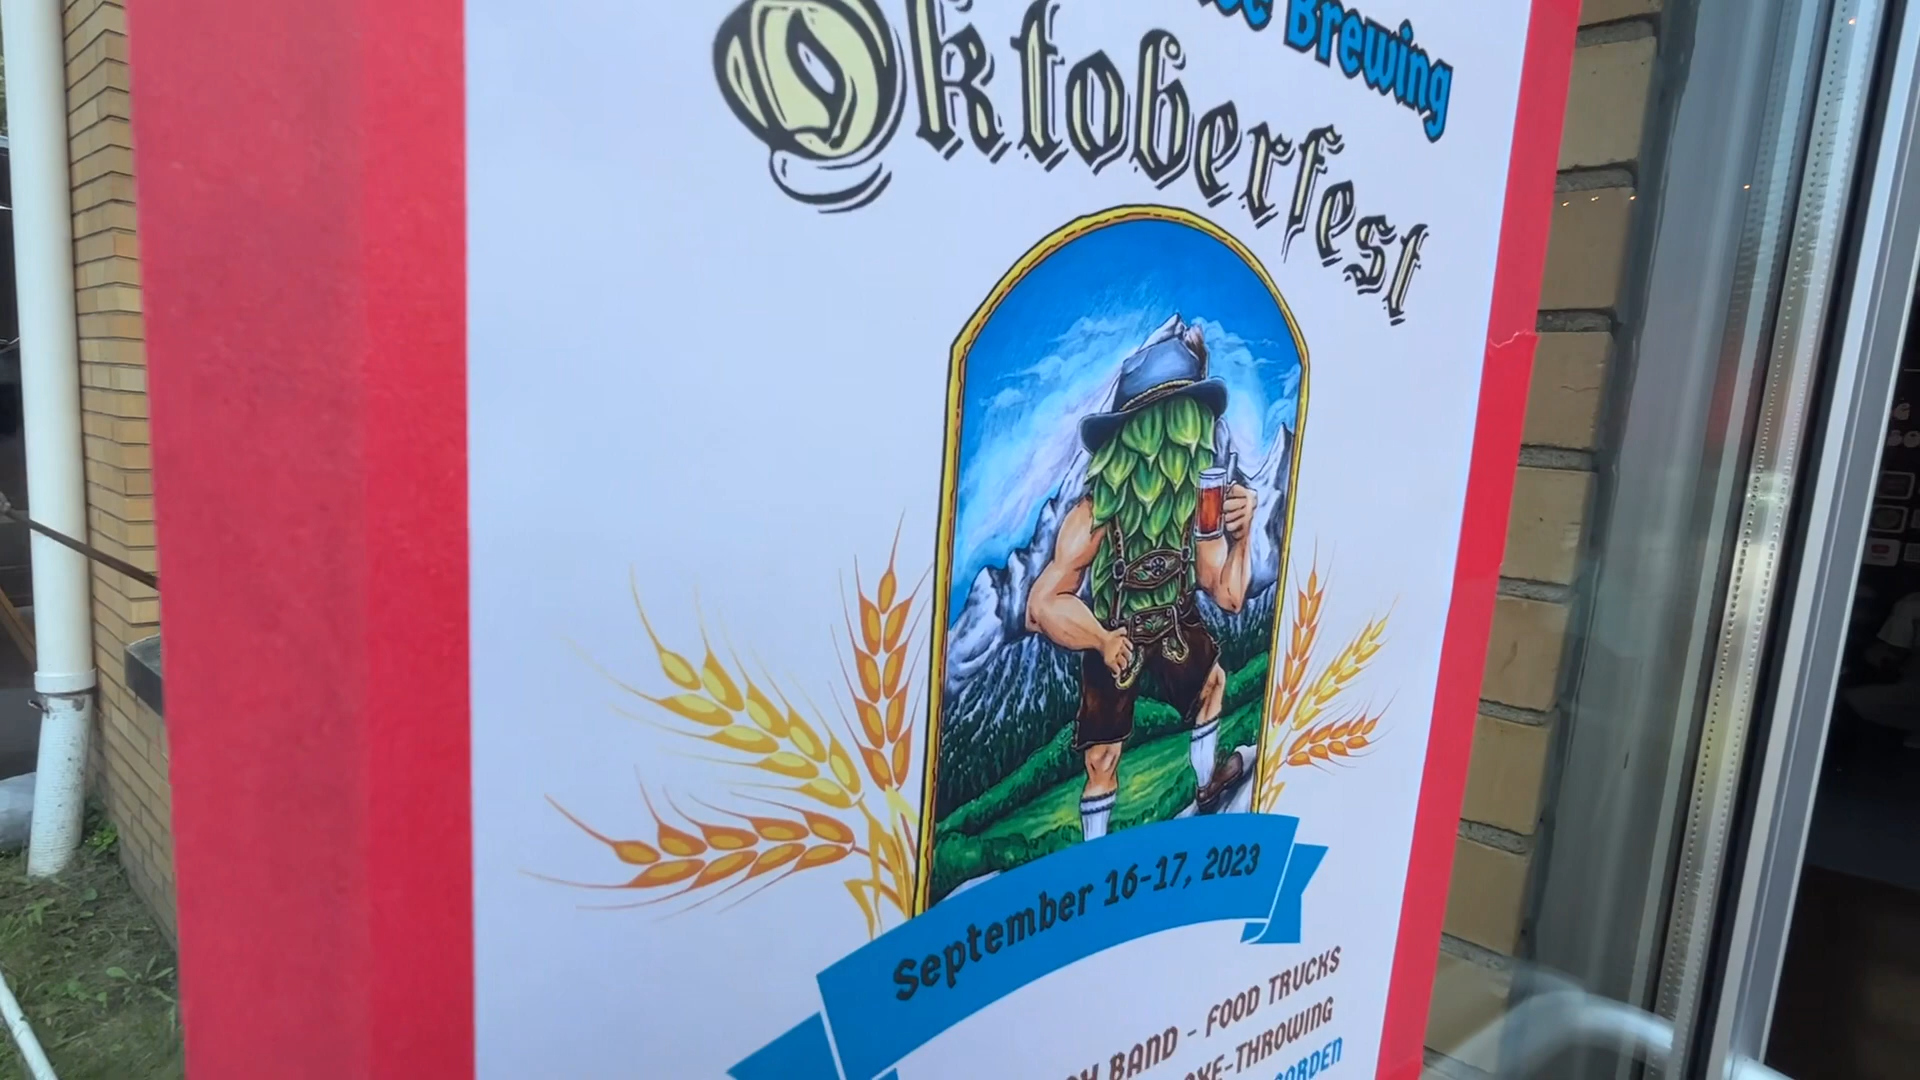 Brewing
Oktoberfest
September 16-17, 2023
BAND - FOOD TRUCKS
AXE-THROWING